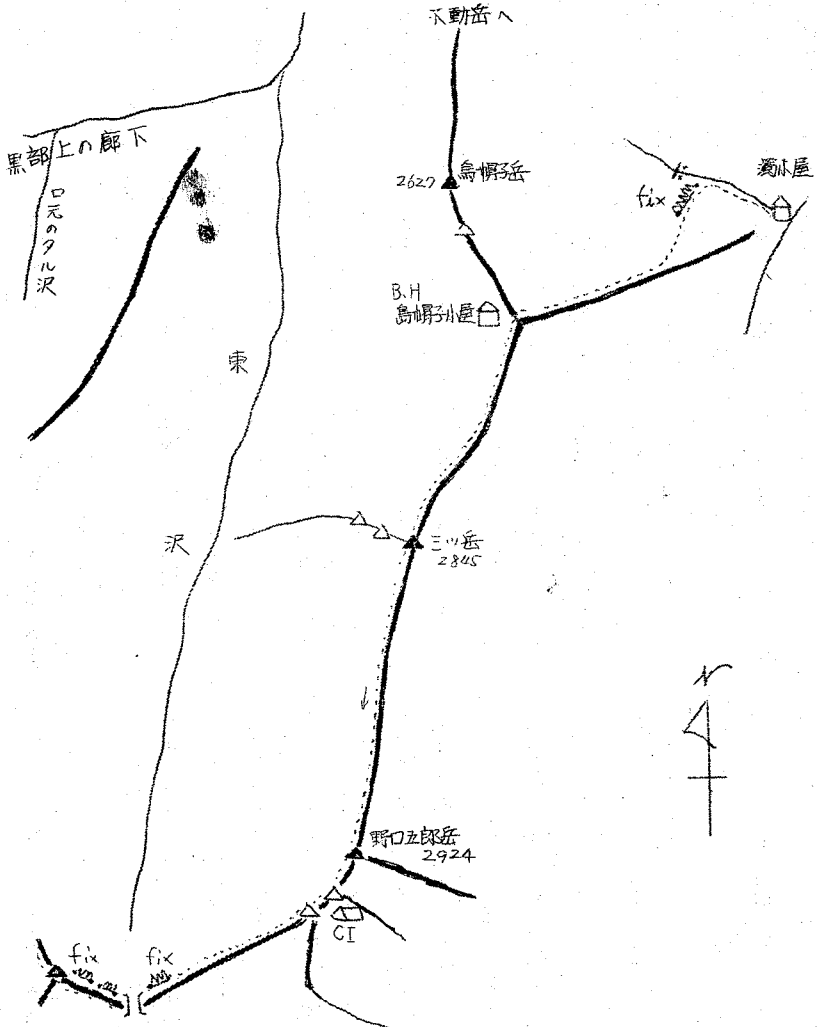 不動岳へ
黒部上の廊下
口元のタル沢
2627 烏帽子岳
濁小屋
fix
B.H
烏帽子小屋
東
沢
三ツ岳
2845
N
野口五郎岳
2924
CI
fix
fix